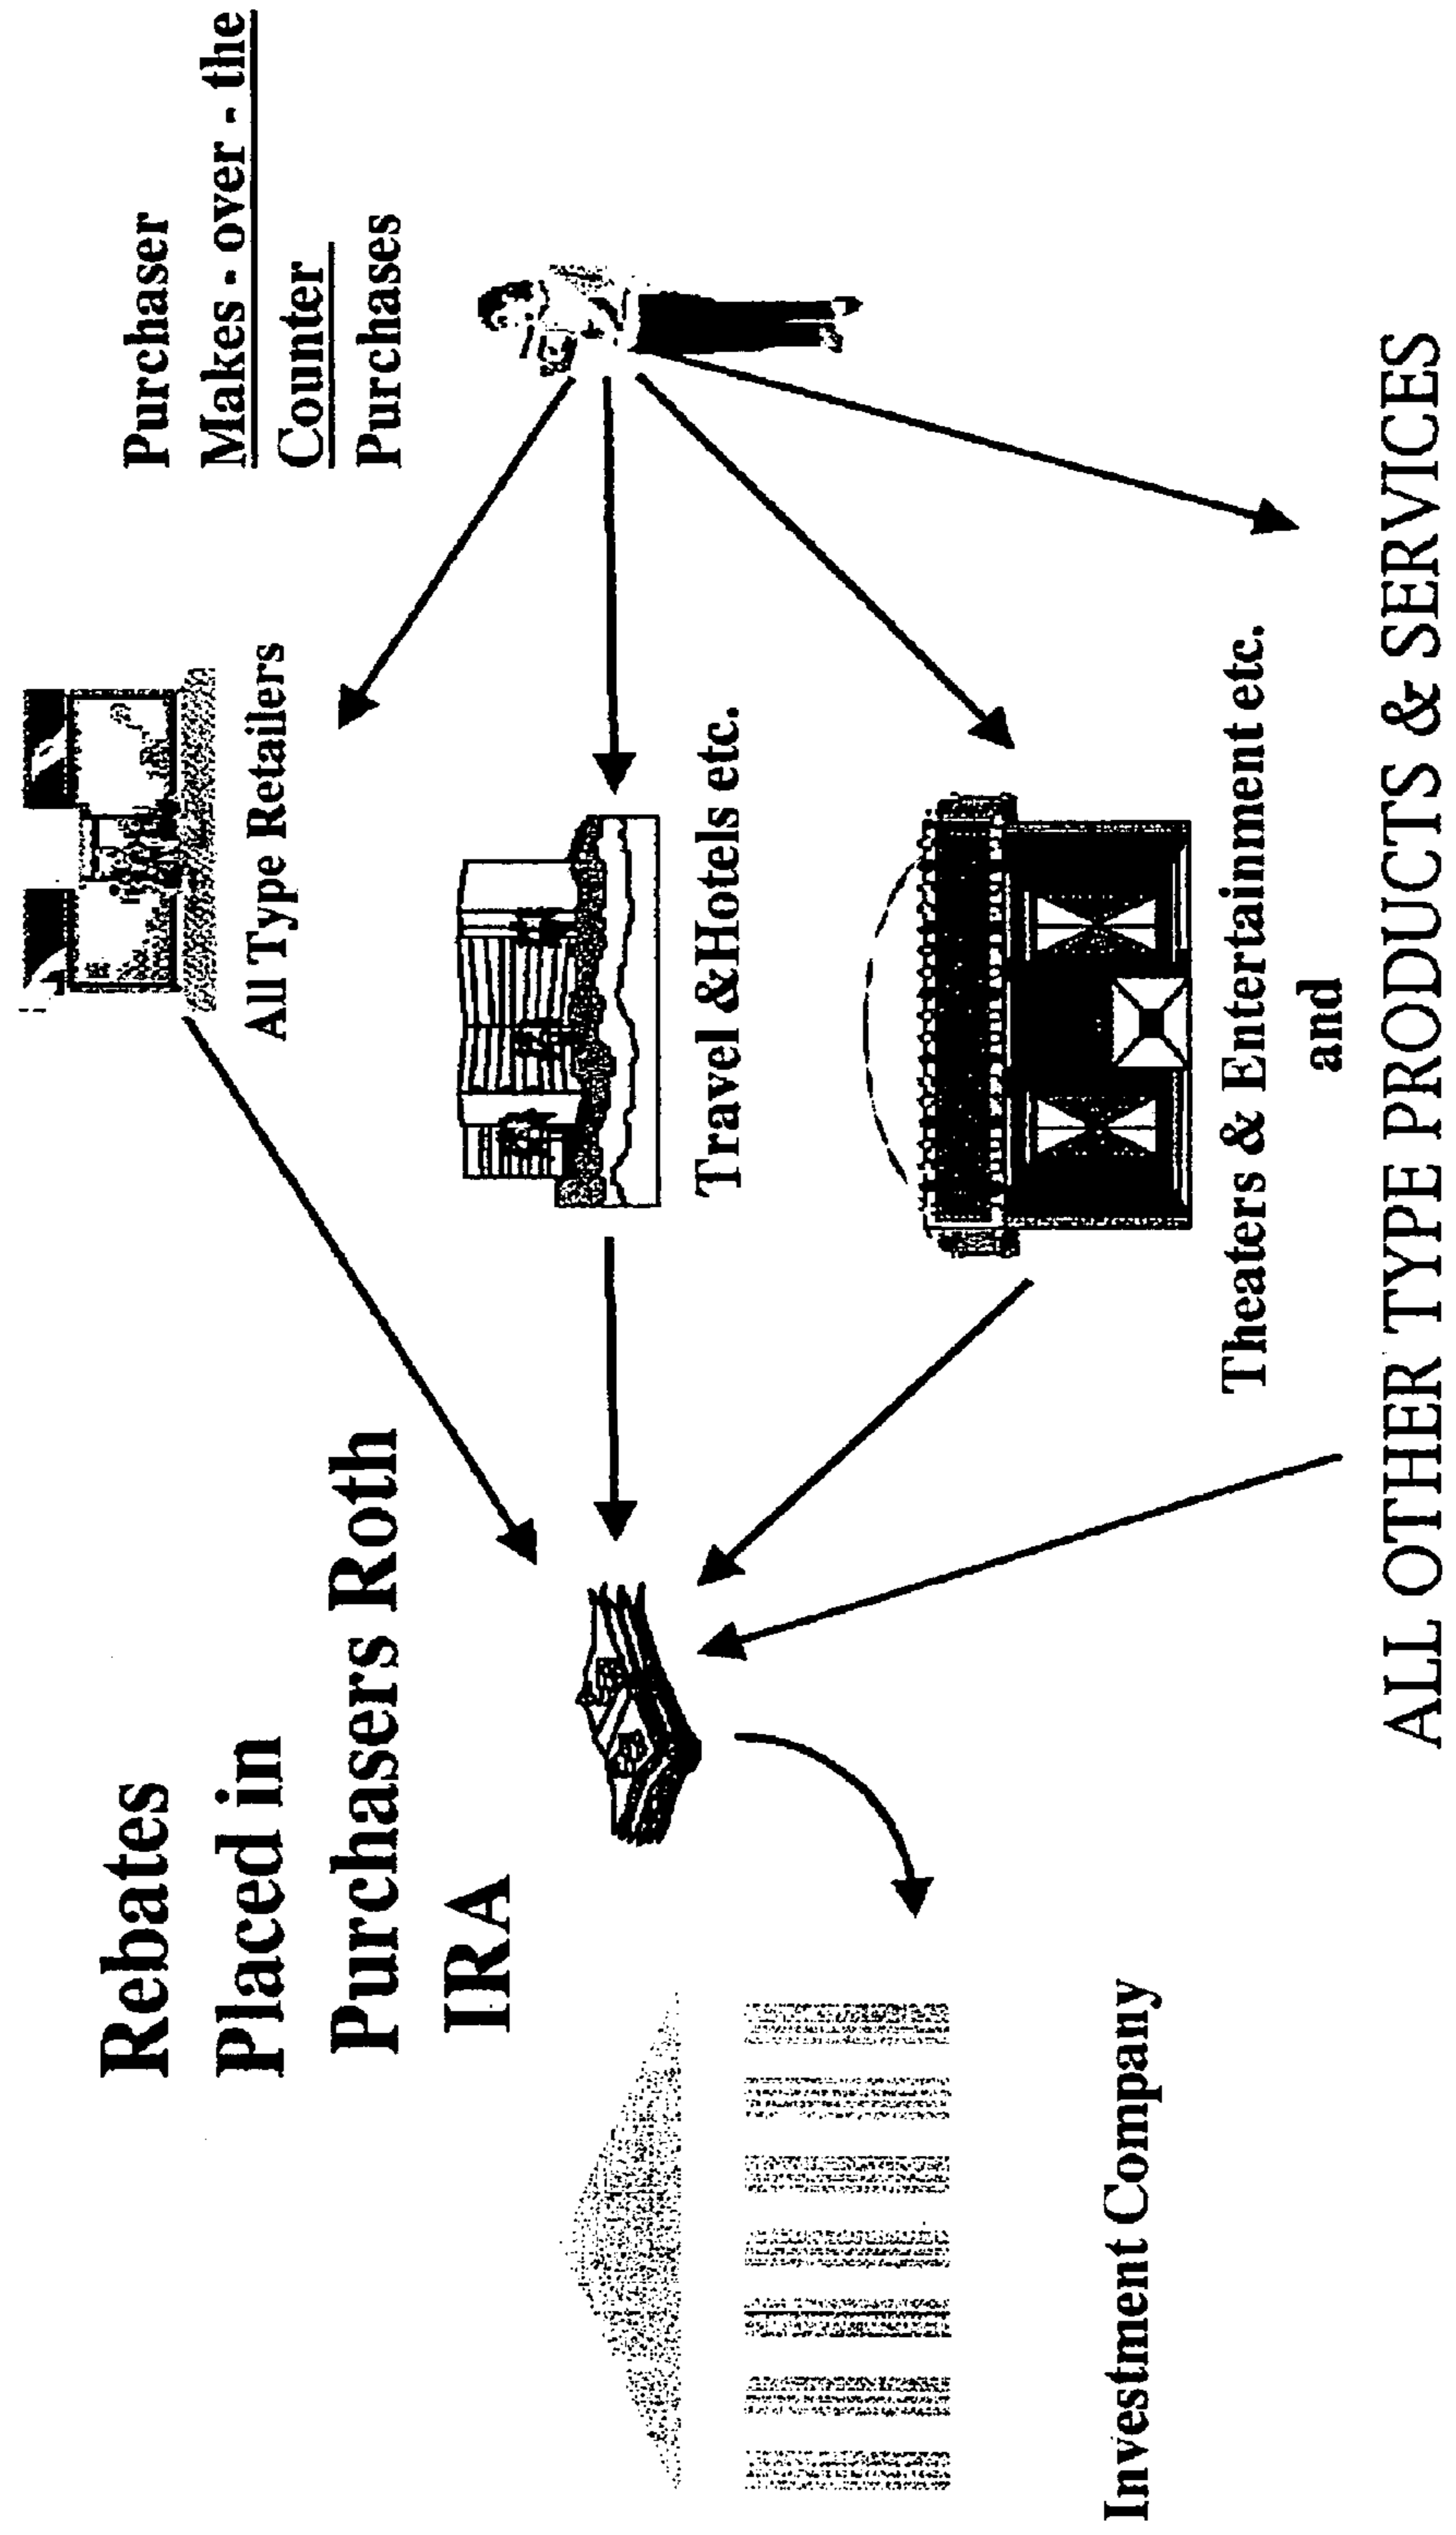 Rebates
Placed in
Purchasers Roth
IRA
Purchaser
Makes - over - the
Counter
Purchases
All Type Retailers
Travel &Hotels etc.
Theaters & Entertainment etc.
and
ALL OTHER TYPE PRODUCTS & SERVICES
Investment Company